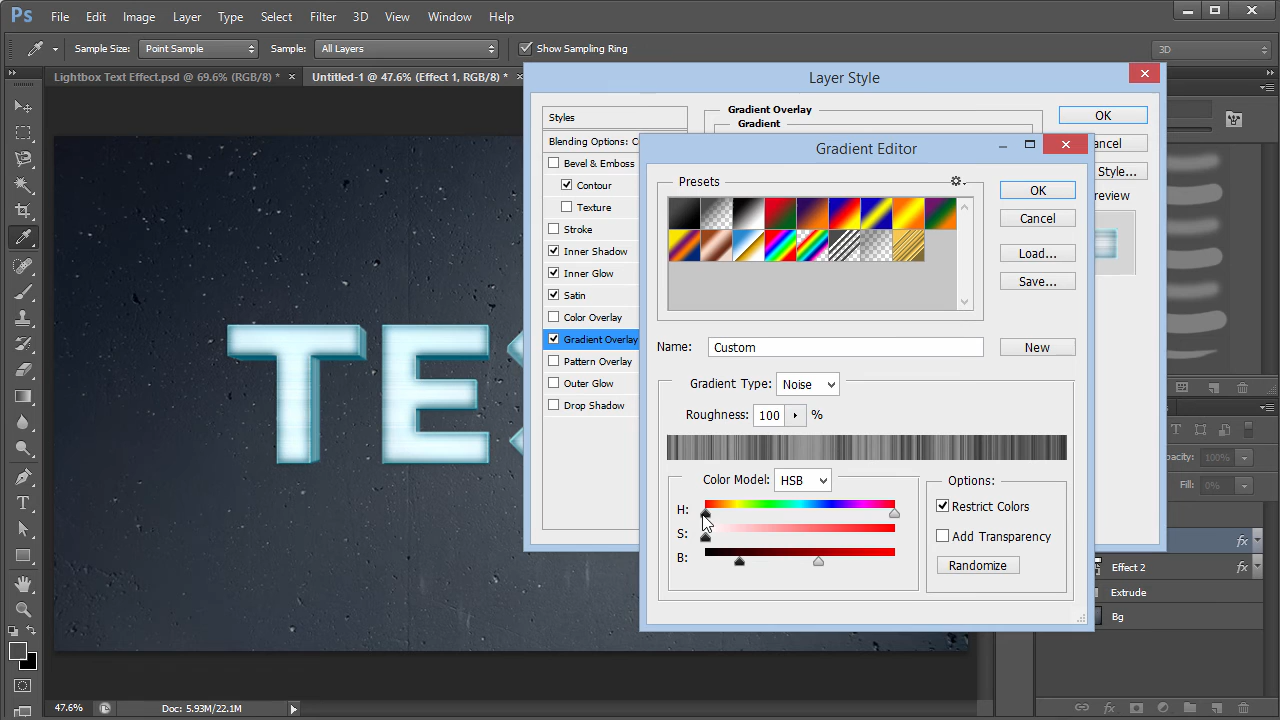 Ps File Edit Image Layer Type Select Filter 3D View Window Help
Sample Size: Point Sample Sample: All Layers Show Sampling Ring 3D
Lightbox Text Effect.psd @ 69.6% (RGB/8) * × Untitled-1 @ 47.6% (Effect 1, RGB/8) * ×
Layer Style
Styles
Blending Options: C
Bevel & Emboss
Contour
Texture
Stroke
Inner Shadow
Inner Glow
Satin
Color Overlay
Gradient Overlay
Pattern Overlay
Outer Glow
Drop Shadow
Gradient Overlay
Gradient
OK
ancel
Style...
review
Gradient Editor
Presets
OK
Cancel
Load...
Save...
Name: Custom New
Gradient Type: Noise
Roughness: 100 %
Color Model: HSB
H:
S:
B:
Options:
Restrict Colors
Add Transparency
Randomize
TE
pacity: 100%
Fill: 0%
fx
Effect 2 fx
Extrude
Bg
47.6% Doc: 5.93M/22.1M
fx